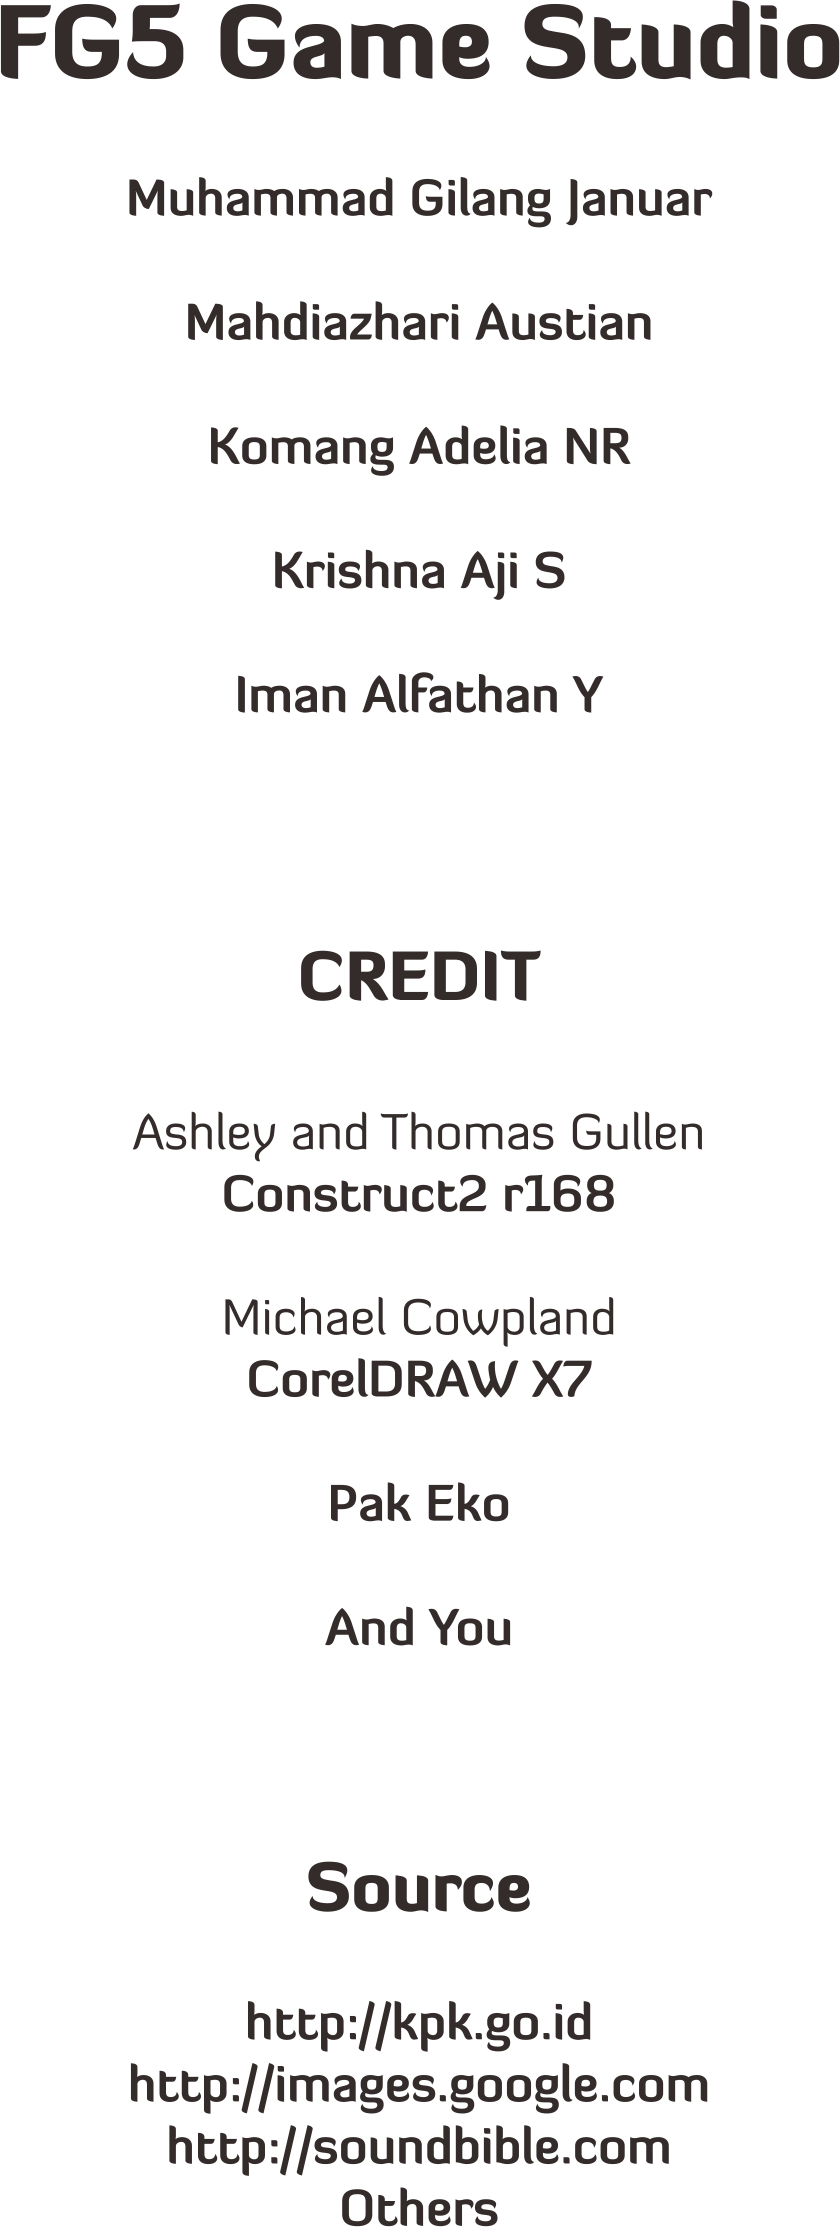 FG5 Game Studio
Muhammad Gilang Januar
Mahdiazhari Austian
Komang Adelia NR
Krishna Aji S
Iman Alfathan Y
CREDIT
Ashley and Thomas Gullen
Construct2 r168
Michael Cowpland
CorelDRAW X7
Pak Eko
And You
Source
http://kpk.go.id
http://images.google.com
http://soundbible.com
Others